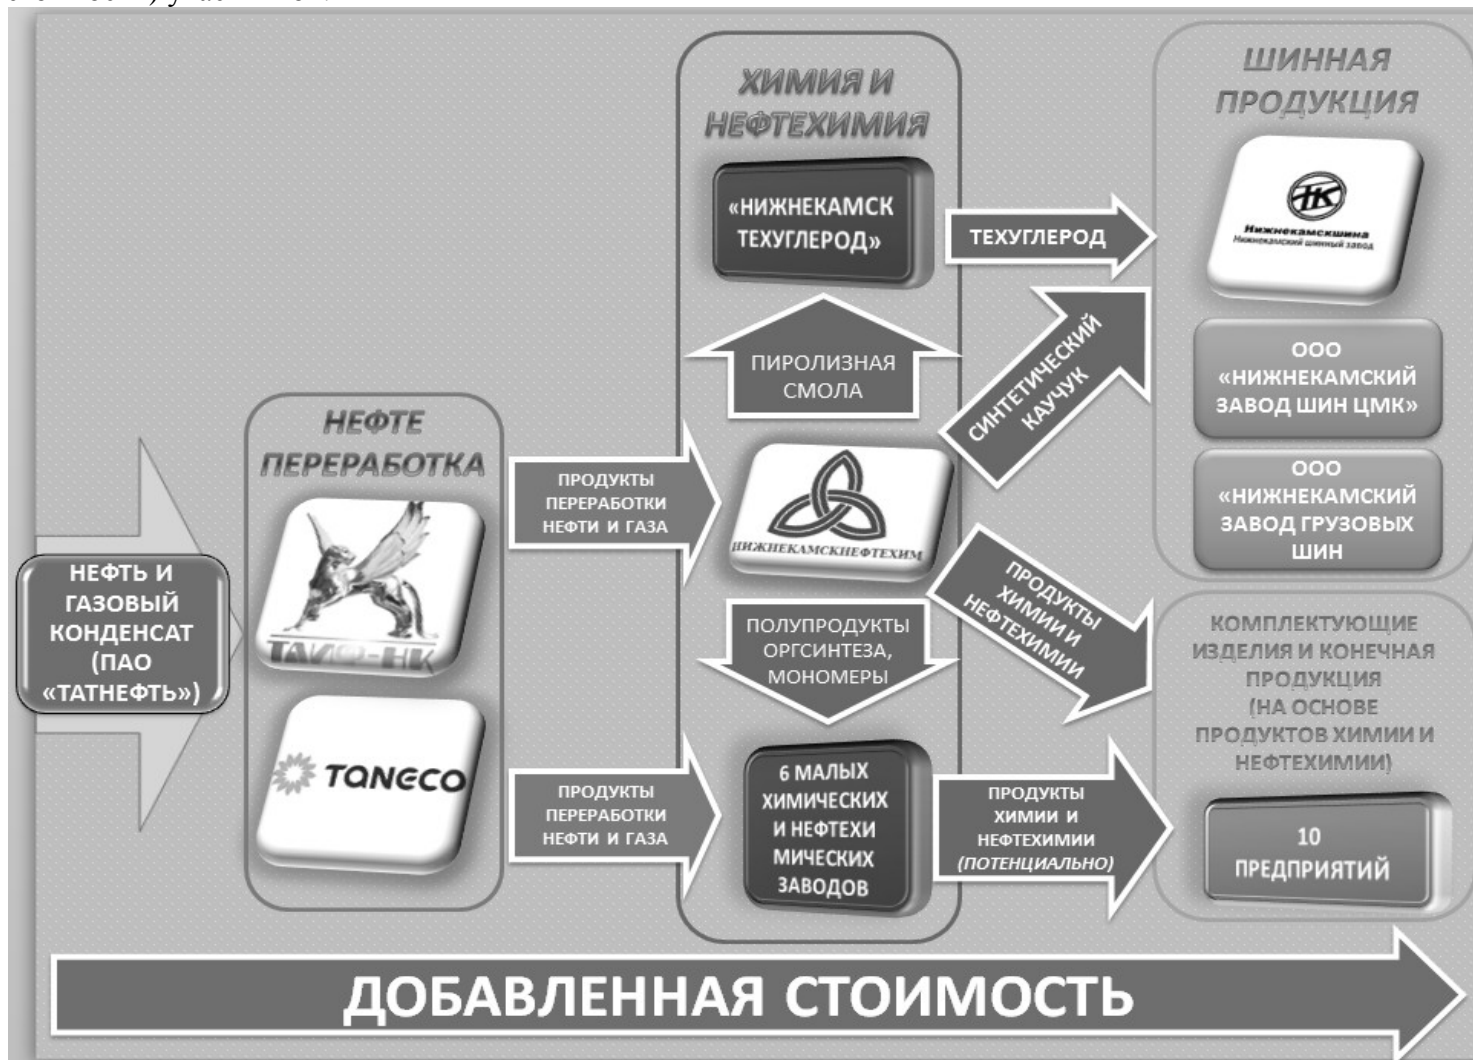 ХИМИЯ И
НЕФТЕХИМИЯ
ШИННАЯ
ПРОДУКЦИЯ
«НИЖНЕКАМСК
ТЕХУГЛЕРОД»
ТЕХУГЛЕРОД
ТК
Нижнекамскшина
Нижнекамский шинный завод
ПИРОЛИЗНАЯ
СМОЛА
СИНТЕТИЧЕСКИЙ
КАУЧУК
ООО
«НИЖНЕКАМСКИЙ
ЗАВОД ШИН ЦМК»
ООО
«НИЖНЕКАМСКИЙ
ЗАВОД ГРУЗОВЫХ
ШИН
НЕФТЕ
ПЕРЕРАБОТКА
ПРОДУКТЫ
ПЕРЕРАБОТКИ
НЕФТИ И ГАЗА
НИЖНЕКАМСКНЕФТЕХИМ
НЕФТЬ И
ГАЗОВЫЙ
КОНДЕНСАТ
(ПАО
«ТАТНЕФТЬ»)
ТАИФ-НК
TANECO
ПОЛУПРОДУКТЫ
ОРГСИНТЕЗА,
МОНОМЕРЫ
ПРОДУКТЫ
ХИМИИ И
НЕФТЕХИМИИ
КОМПЛЕКТУЮЩИЕ
ИЗДЕЛИЯ И КОНЕЧНАЯ
ПРОДУКЦИЯ
(НА ОСНОВЕ
ПРОДУКТОВ ХИМИИ И
НЕФТЕХИМИИ)
ПРОДУКТЫ
ПЕРЕРАБОТКИ
НЕФТИ И ГАЗА
6 МАЛЫХ
ХИМИЧЕСКИХ
И НЕФТЕХИ
МИЧЕСКИХ
ЗАВОДОВ
ПРОДУКТЫ
ХИМИИ И
НЕФТЕХИМИИ
(ПОТЕНЦИАЛЬНО)
10
ПРЕДПРИЯТИЙ
ДОБАВЛЕННАЯ СТОИМОСТЬ